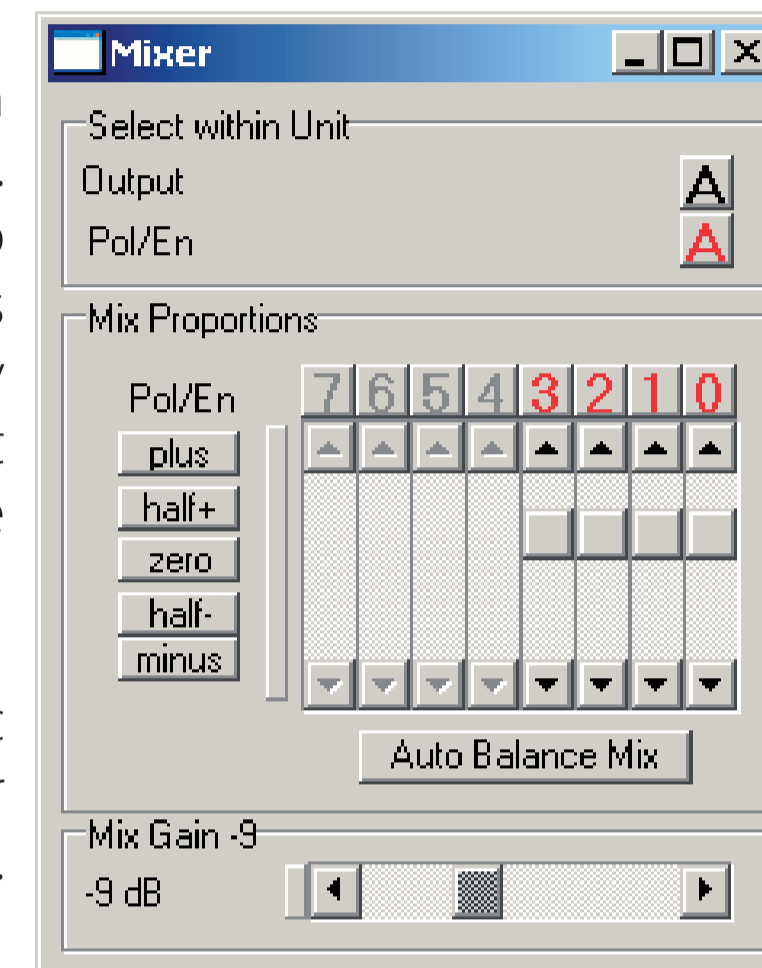 Mixer
Select within Unit
Output A
Pol/En A
Mix Proportions
Pol/En 7 6 5 4 3 2 1 0
plus
half+
zero
half-
minus
Auto Balance Mix
Mix Gain -9
-9 dB